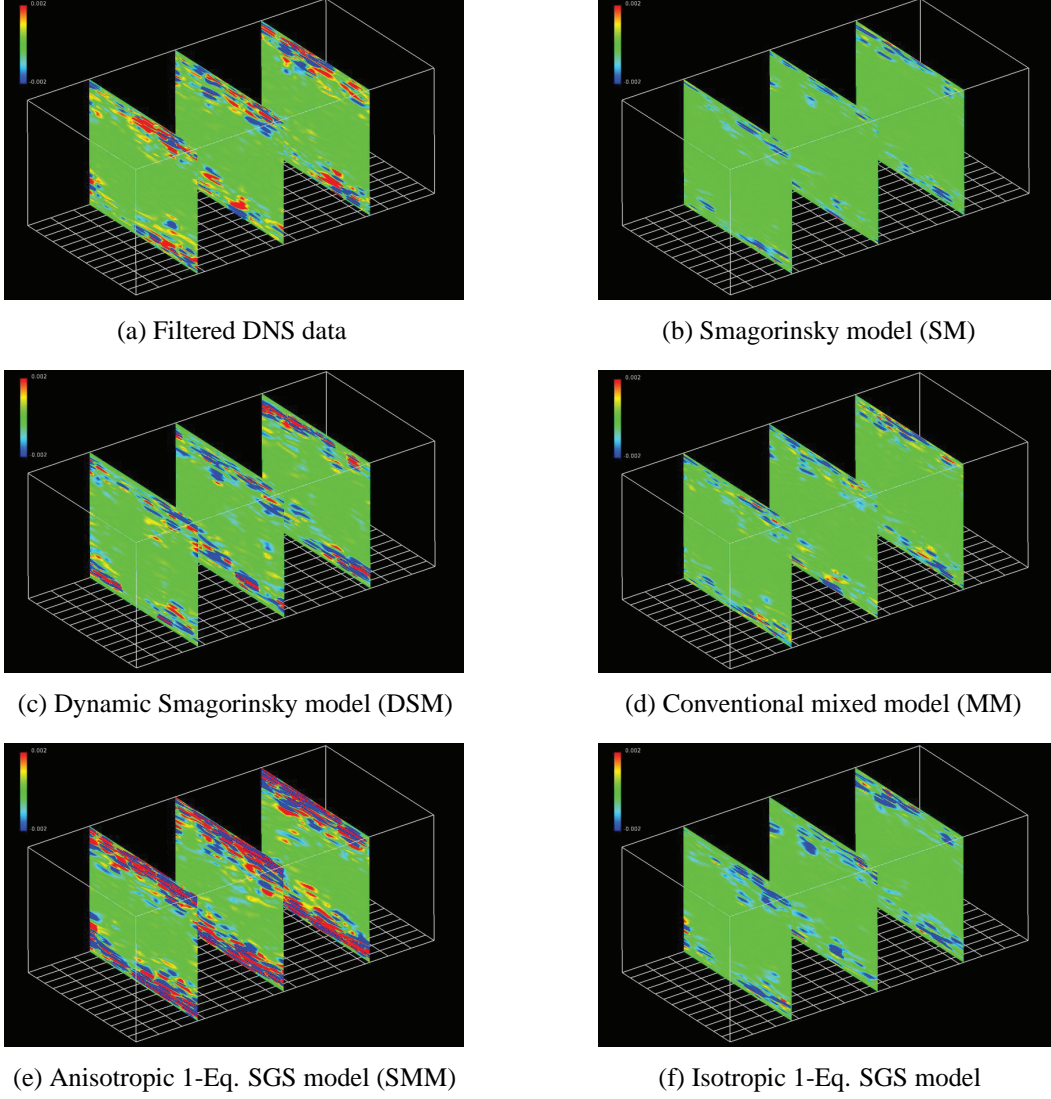 0.002
-0.002
0.002
-0.002
(a) Filtered DNS data
(b) Smagorinsky model (SM)
0.002
-0.002
0.002
-0.002
(c) Dynamic Smagorinsky model (DSM)
(d) Conventional mixed model (MM)
0.002
-0.002
0.002
-0.002
(e) Anisotropic 1-Eq. SGS model (SMM)
(f) Isotropic 1-Eq. SGS model